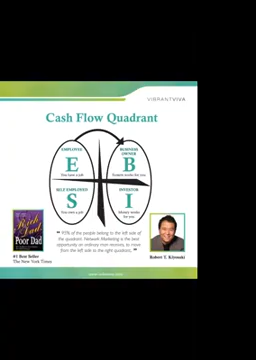 VIBRANTVIVA
Cash Flow Quadrant
EMPLOYEE
E
You have a job
BUSINESS
OWNER
B
System works for you
SELF EMPLOYED
S
You own a job
INVESTOR
I
Money works
for you
Rich
Dad
Poor Dad
#1 Best Seller
The New York Times
" 95% of the people belong to the left side of
the quadrant. Network Marketing is the best
opportunity an ordinary man receives, to move
from the left side to the right quadrant. "
Robert T. Kiyosaki